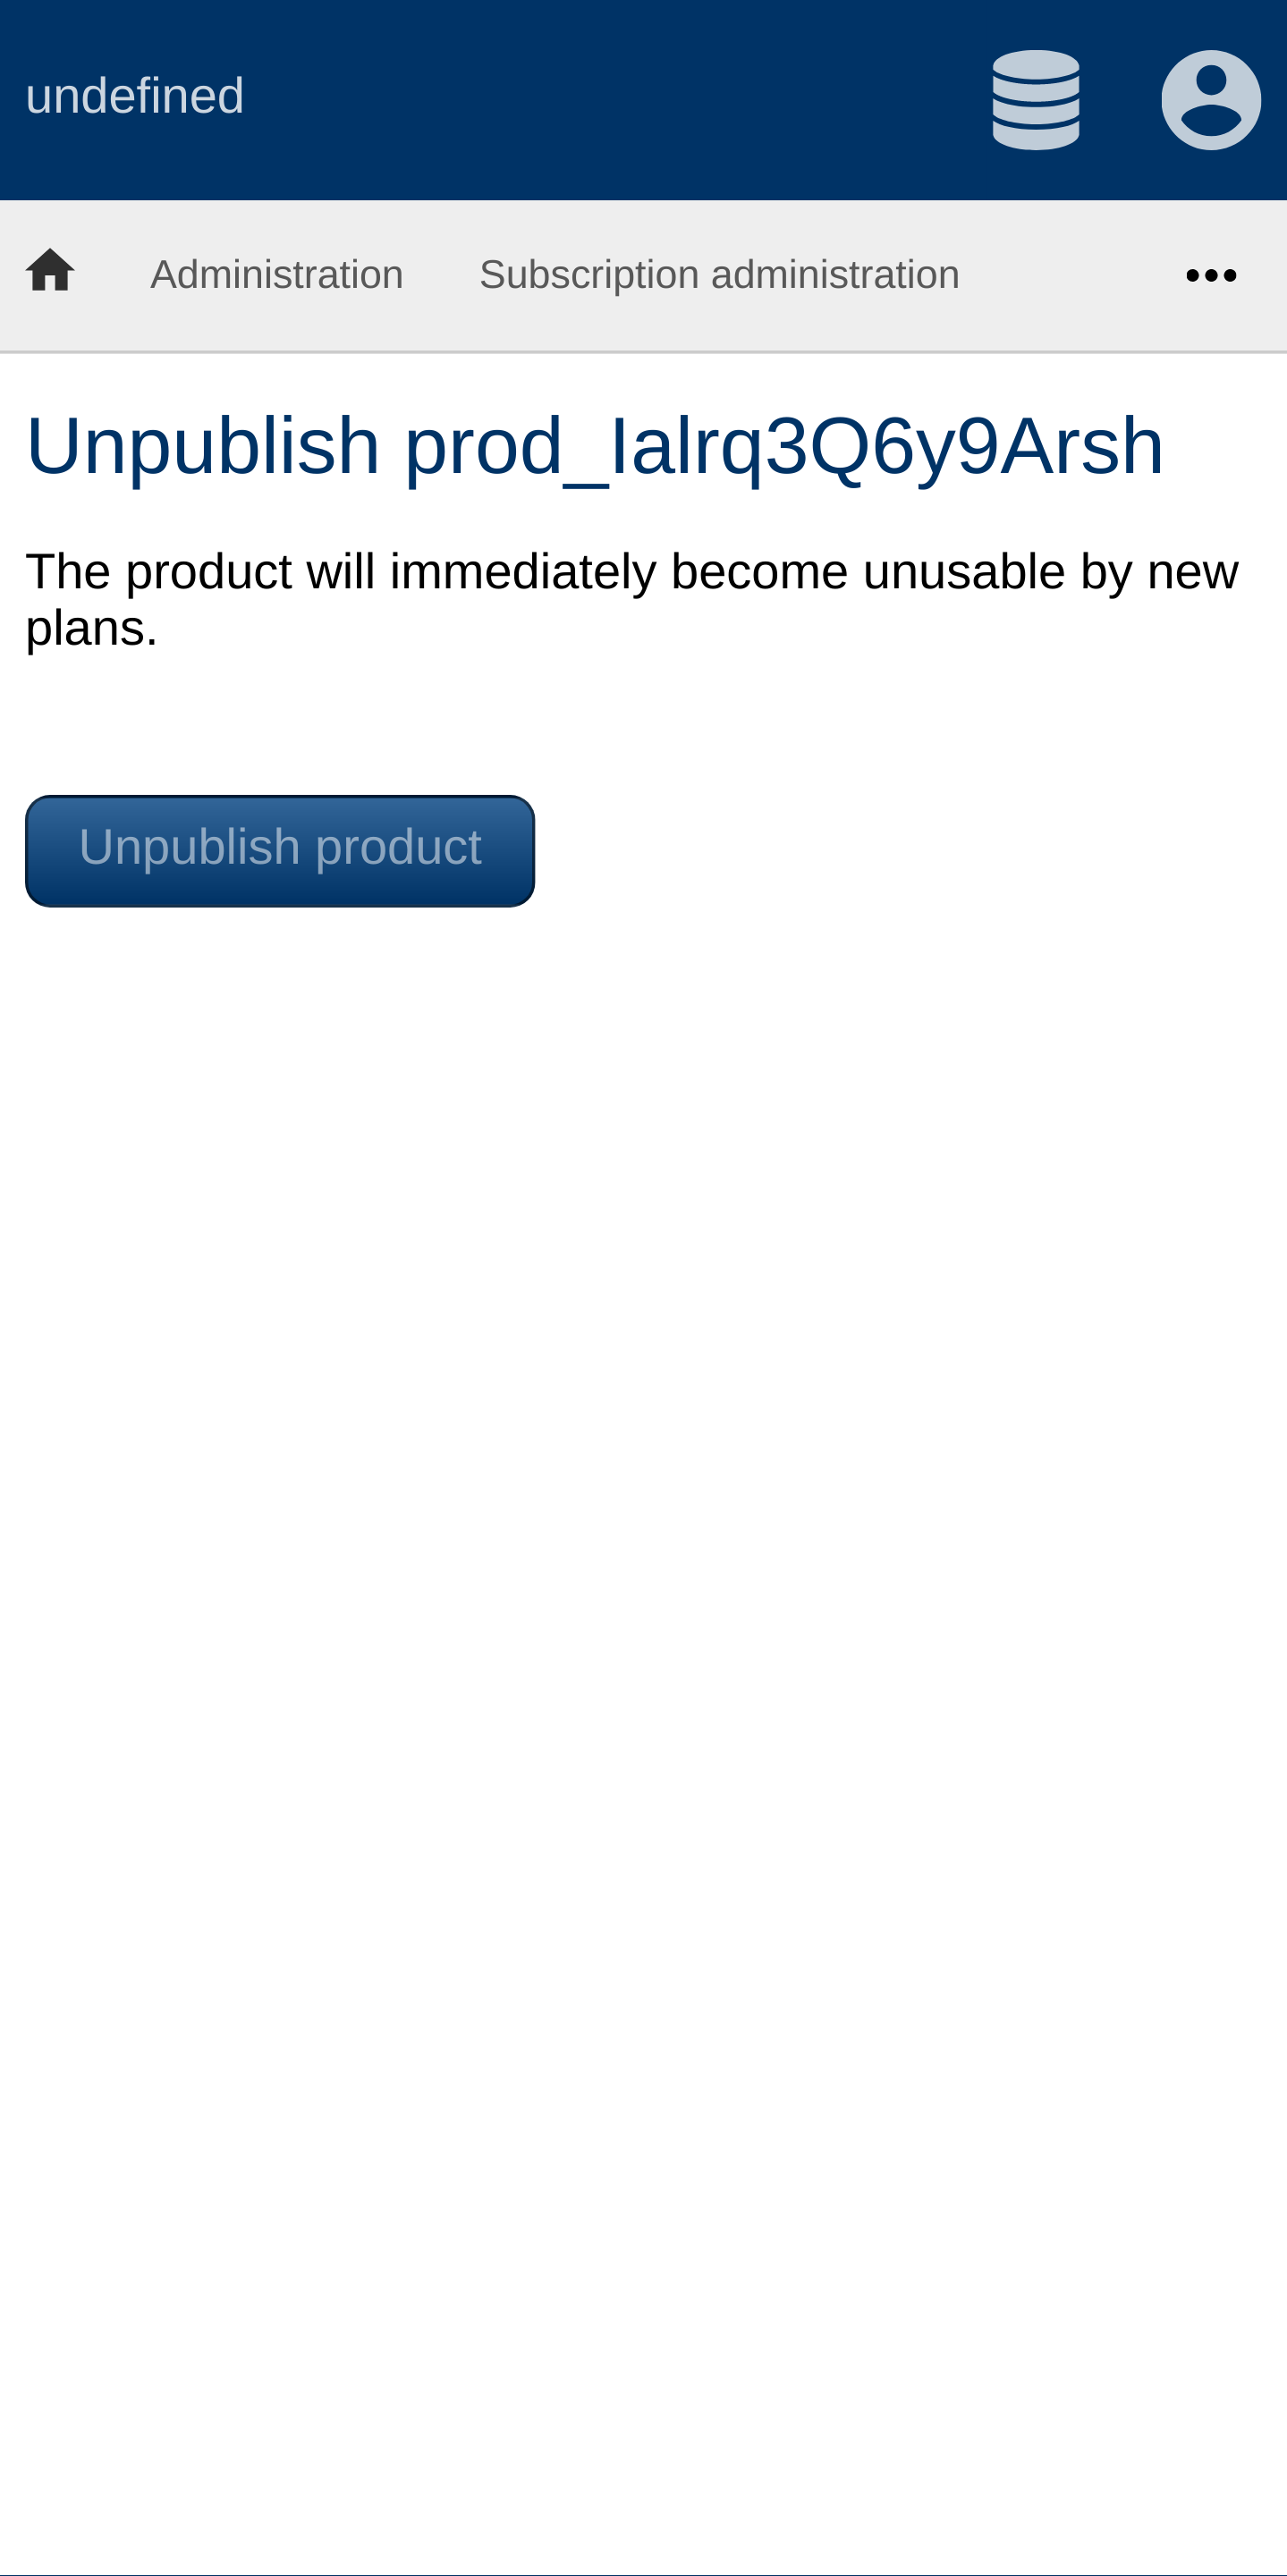 undefined
Administration Subscription administration
Unpublish prod_Ialrq3Q6y9Arsh
The product will immediately become unusable by new
plans.
Unpublish product